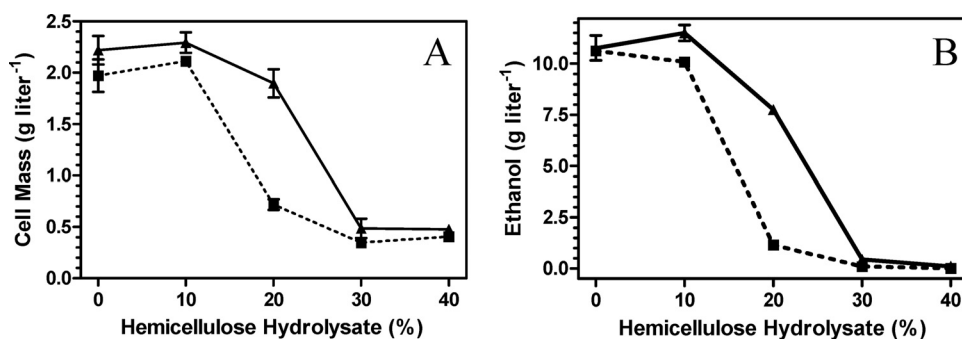 A
Cell Mass (g liter⁻¹)
2.5
2.0
1.5
1.0
0.5
0.0
0 10 20 30 40
Hemicellulose Hydrolysate (%)
B
Ethanol (g liter⁻¹)
10.0
7.5
5.0
2.5
0.0
0 10 20 30 40
Hemicellulose Hydrolysate (%)